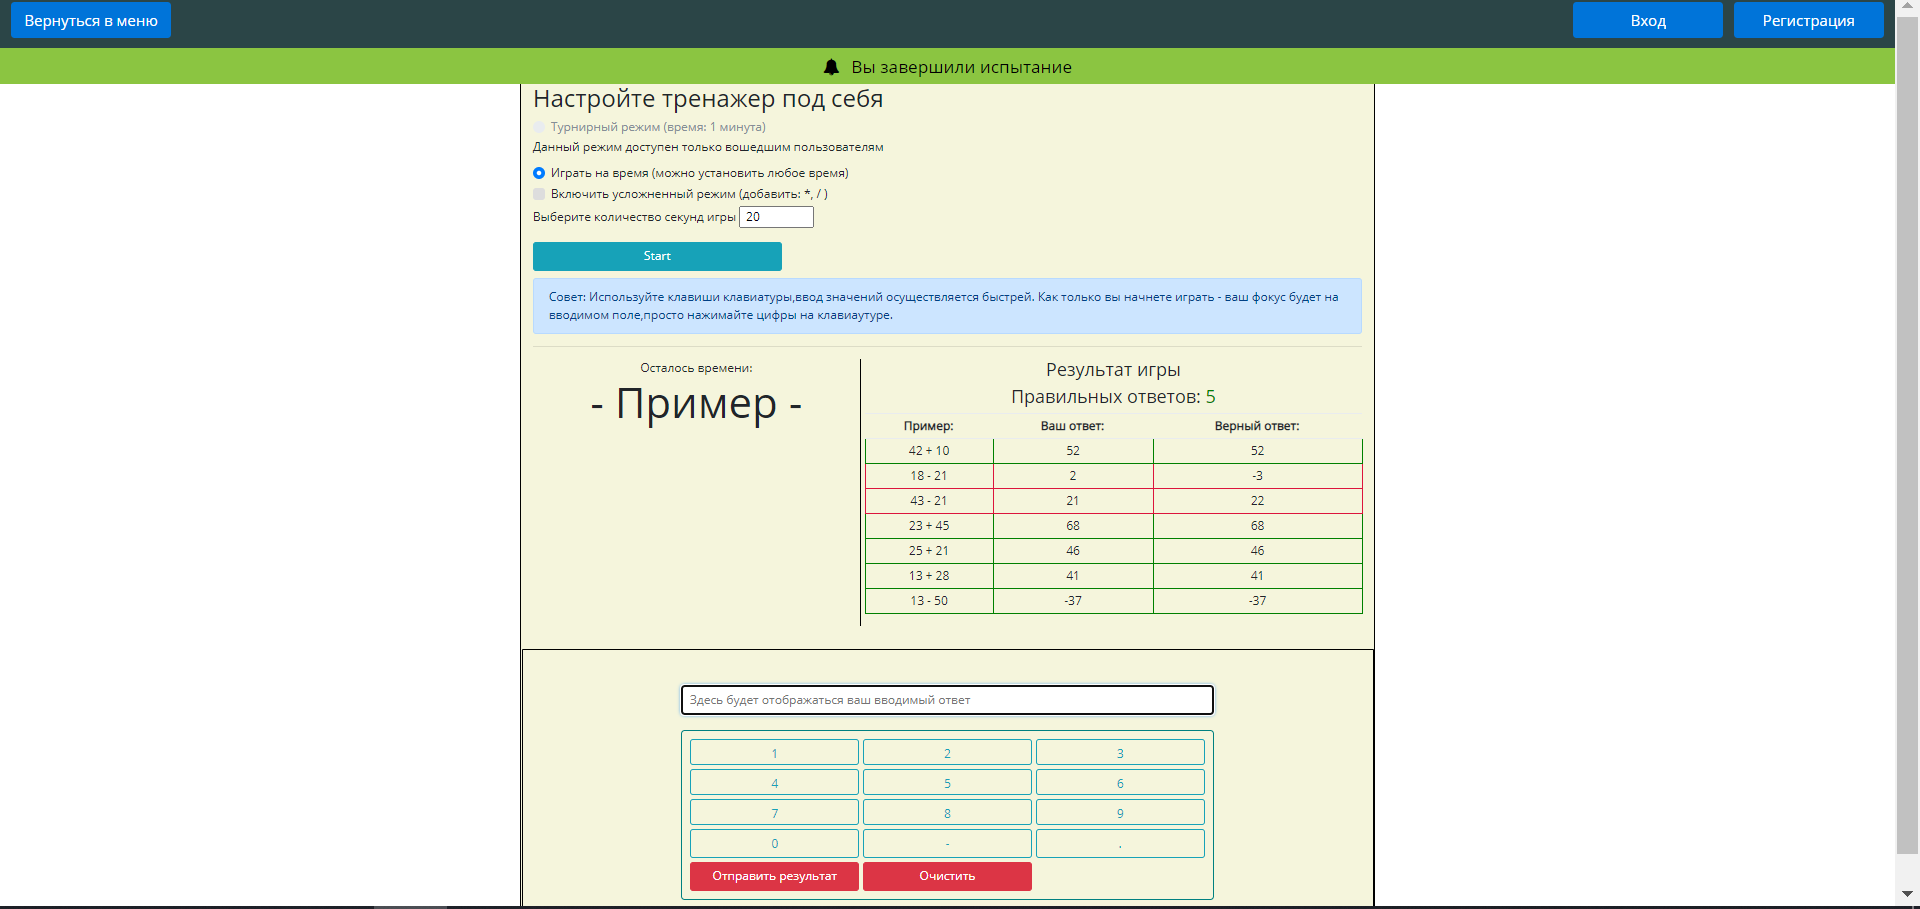 Вернуться в меню
Вход
Регистрация
Вы завершили испытание
Настройте тренажер под себя
Турнирный режим (время: 1 минута)
Данный режим доступен только вошедшим пользователям
Играть на время (можно установить любое время)
Включить усложненный режим (добавить: *, / )
Выберите количество секунд игры 20
Start
Совет: Используйте клавиши клавиатуры,ввод значений осуществляется быстрей. Как только вы начнете играть - ваш фокус будет на
вводимом поле,просто нажимайте цифры на клавиаутуре.
Осталось времени:
- Пример -
Результат игры
Правильных ответов: 5
Пример: Ваш ответ: Верный ответ:
42 + 10 52 52
18 - 21 2 -3
43 - 21 21 22
23 + 45 68 68
25 + 21 46 46
13 + 28 41 41
13 - 50 -37 -37
Здесь будет отображаться ваш вводимый ответ
1 2 3
4 5 6
7 8 9
0 - .
Отправить результат Очистить